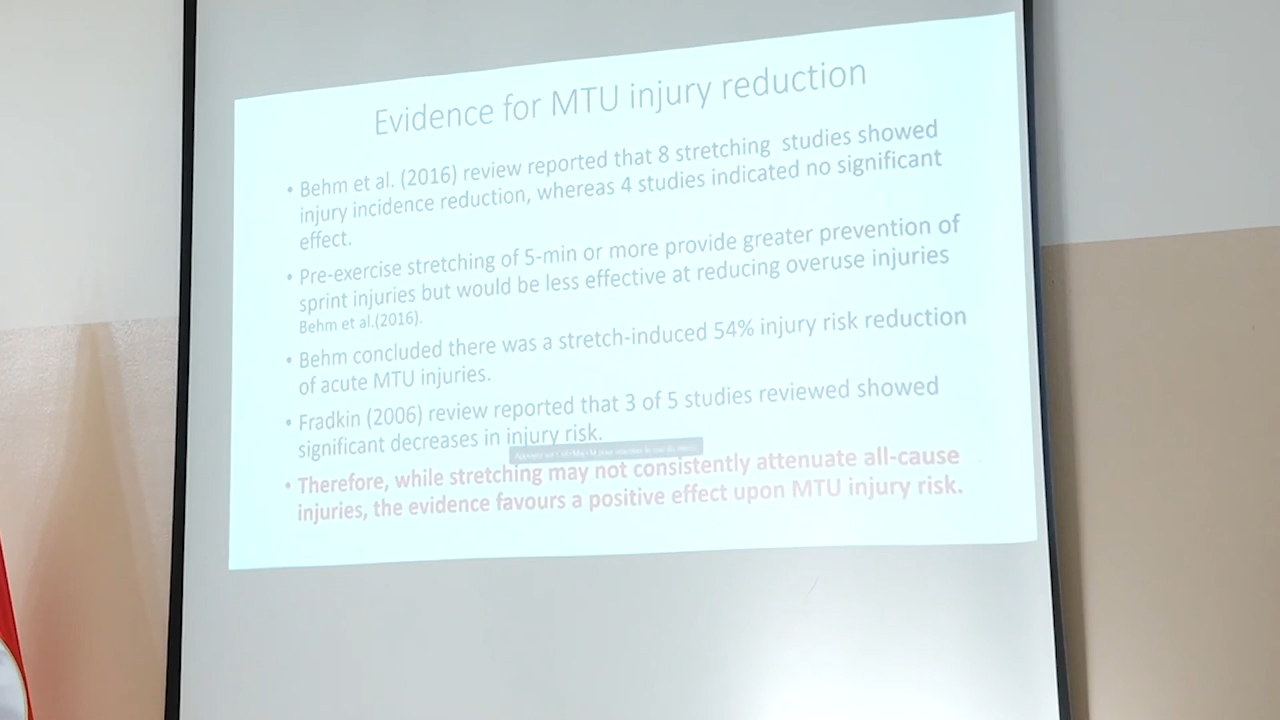 Evidence for MTU injury reduction
• Behm et al. (2016) review reported that 8 stretching studies showed
injury incidence reduction, whereas 4 studies indicated no significant
effect.
• Pre-exercise stretching of 5-min or more provide greater prevention of
sprint injuries but would be less effective at reducing overuse injuries
Behm et al.(2016).
• Behm concluded there was a stretch-induced 54% injury risk reduction
of acute MTU injuries.
• Fradkin (2006) review reported that 3 of 5 studies reviewed showed
significant decreases in injury risk.
• Therefore, while stretching may not consistently attenuate all-cause
injuries, the evidence favours a positive effect upon MTU injury risk.